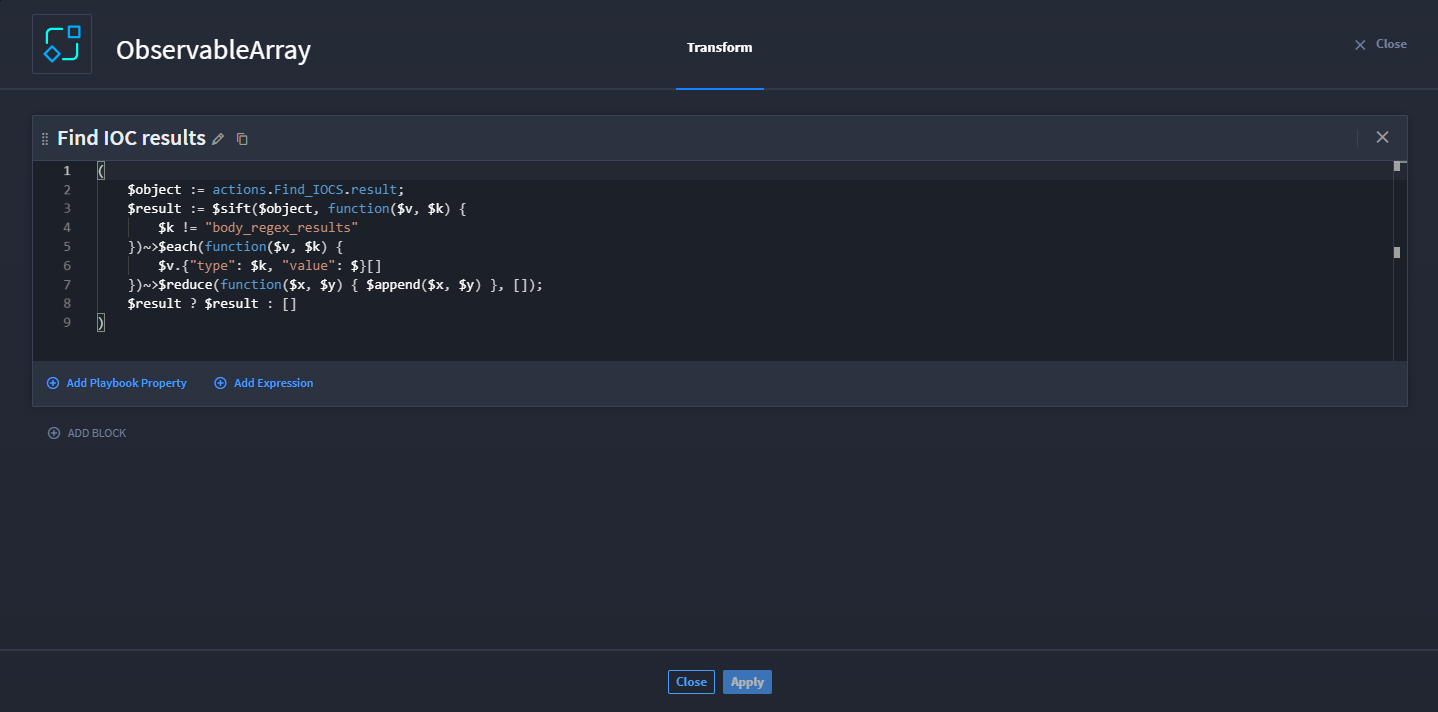 ObservableArray
Transform
Close
Find IOC results
1 (
2 $object := actions.Find_IOCS.result;
3 $result := $sift($object, function($v, $k) {
4 $k != "body_regex_results"
5 })~>$each(function($v, $k) {
6 $v.{"type": $k, "value": $}[]
7 })~>$reduce(function($x, $y) { $append($x, $y) }, []);
8 $result ? $result : []
9 )
Add Playbook Property
Add Expression
ADD BLOCK
Close
Apply